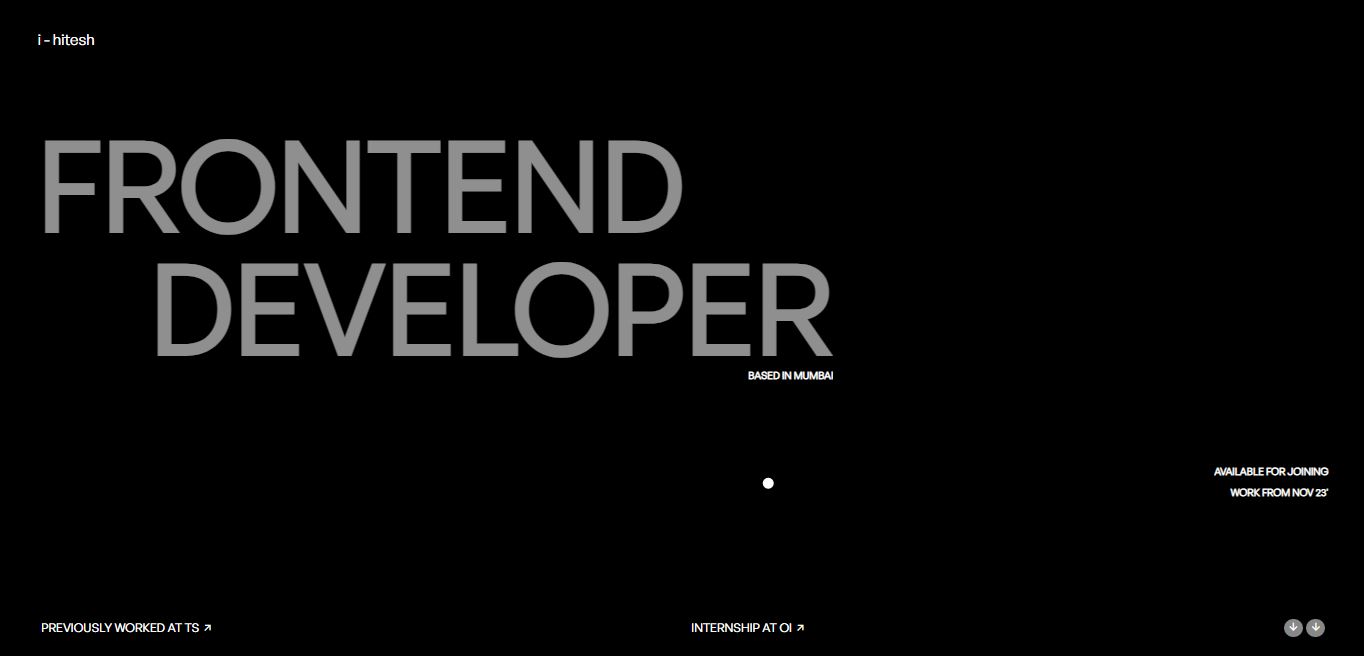 i - hitesh
FRONTEND
DEVELOPER
BASED IN MUMBAI
AVAILABLE FOR JOINING
WORK FROM NOV 23'
PREVIOUSLY WORKED AT TS ↗
INTERNSHIP AT OI ↗